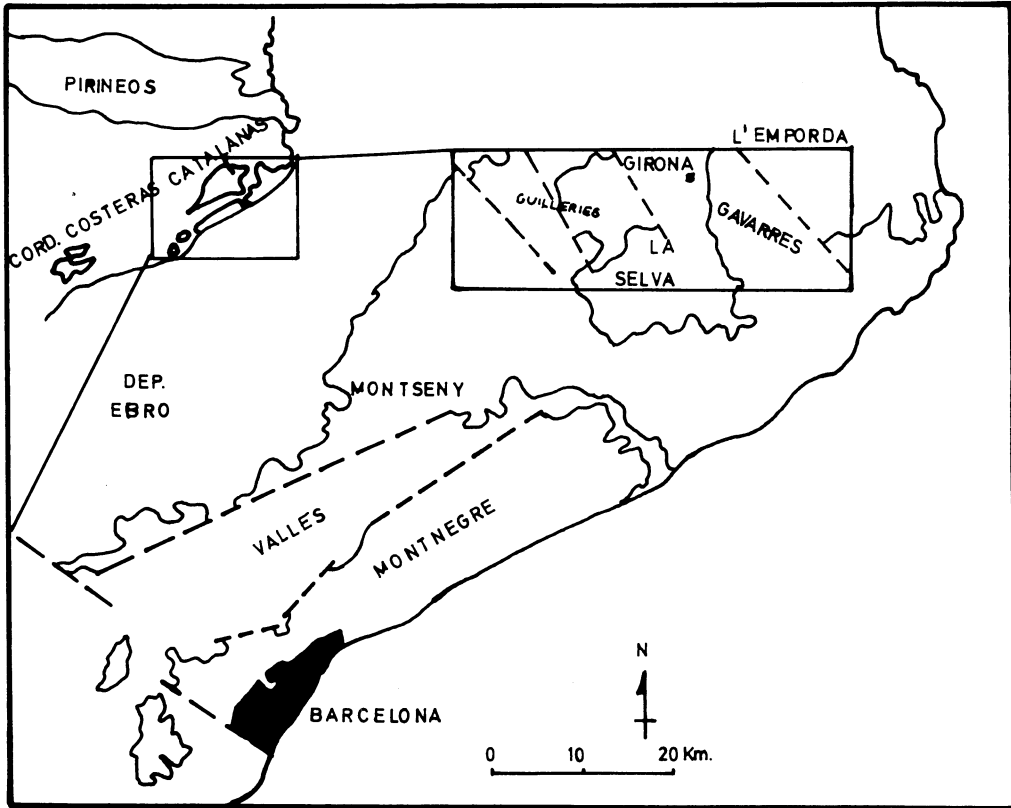 PIRINEOS
CORD. COSTERAS CATALANAS
L'EMPORDA
GIRONA
GUILLERIES
GAVARRES
LA
SELVA
DEP.
EBRO
MONTSENY
VALLÉS
MONTNEGRE
BARCELONA
N
0 10 20 Km.